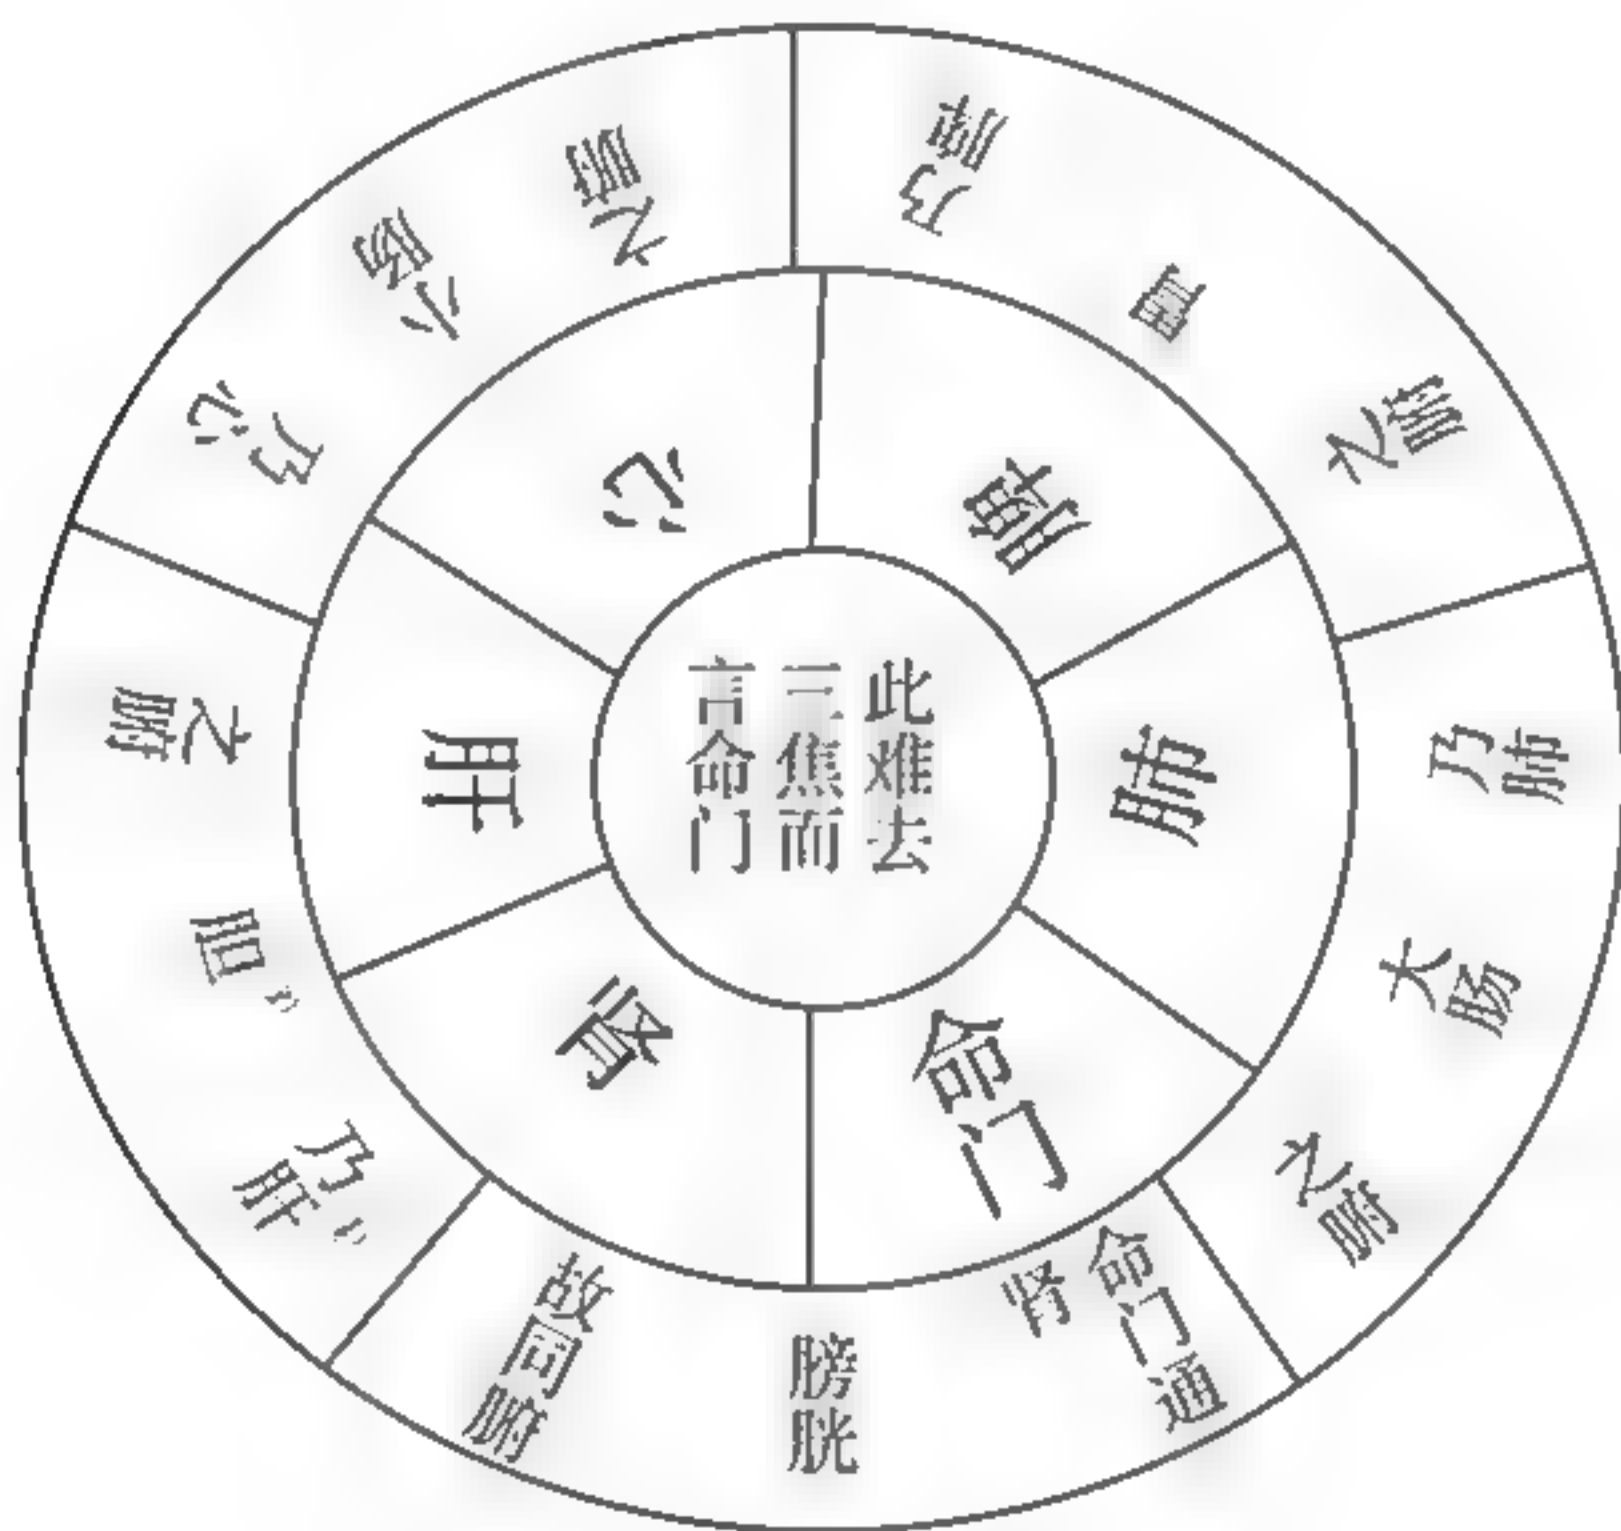 此难去
三焦而
言命门
心
脾
肺
命门
肾
肝
乃
胃
之腑
乃肺
大肠
之腑
命门通
肾
膀胱
故同腑
乃肝
胆
之腑
乃心
小肠
之腑